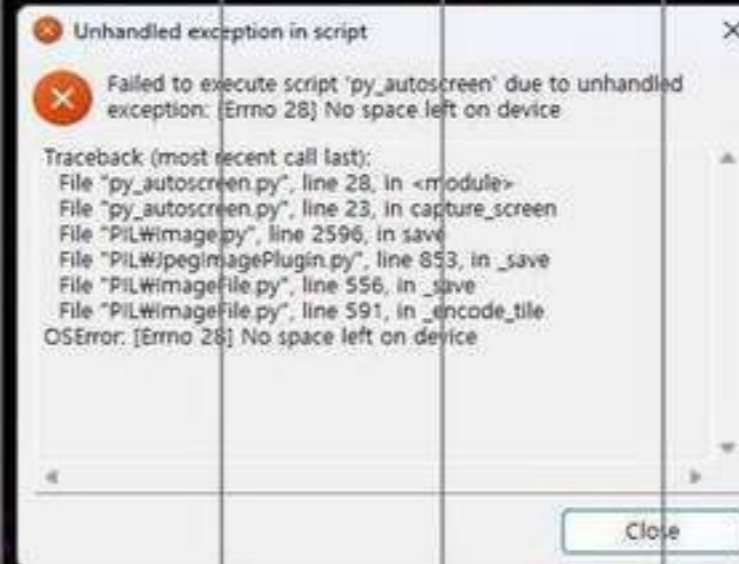 Unhandled exception in script
Failed to execute script 'py_autoscreen' due to unhandled
exception: [Errno 28] No space left on device
Traceback (most recent call last):
File "py_autoscreen.py", line 28, in <module>
File "py_autoscreen.py", line 23, in capture_screen
File "PIL₩Image.py", line 2596, in save
File "PIL₩JpegImagePlugin.py", line 853, in _save
File "PIL₩ImageFile.py", line 556, in _save
File "PIL₩ImageFile.py", line 591, in _encode_tile
OSError: [Errno 28] No space left on device
Close